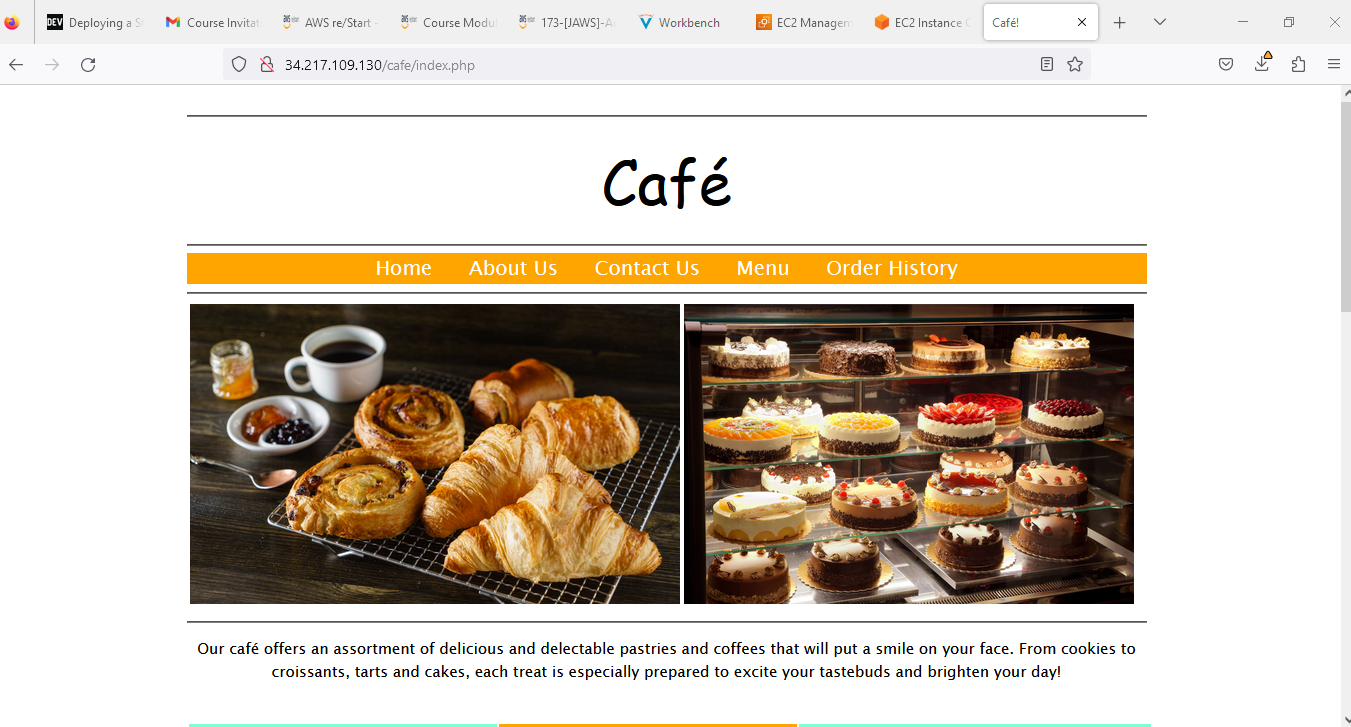 DEV Deploying a S
Course Invitat
AWS re/Start -
Course Modul
173-[JAWS]-A
Workbench
EC2 Managem
EC2 Instance C
Café!
34.217.109.130/cafe/index.php
Café
Home About Us Contact Us Menu Order History
Our café offers an assortment of delicious and delectable pastries and coffees that will put a smile on your face. From cookies to
croissants, tarts and cakes, each treat is especially prepared to excite your tastebuds and brighten your day!